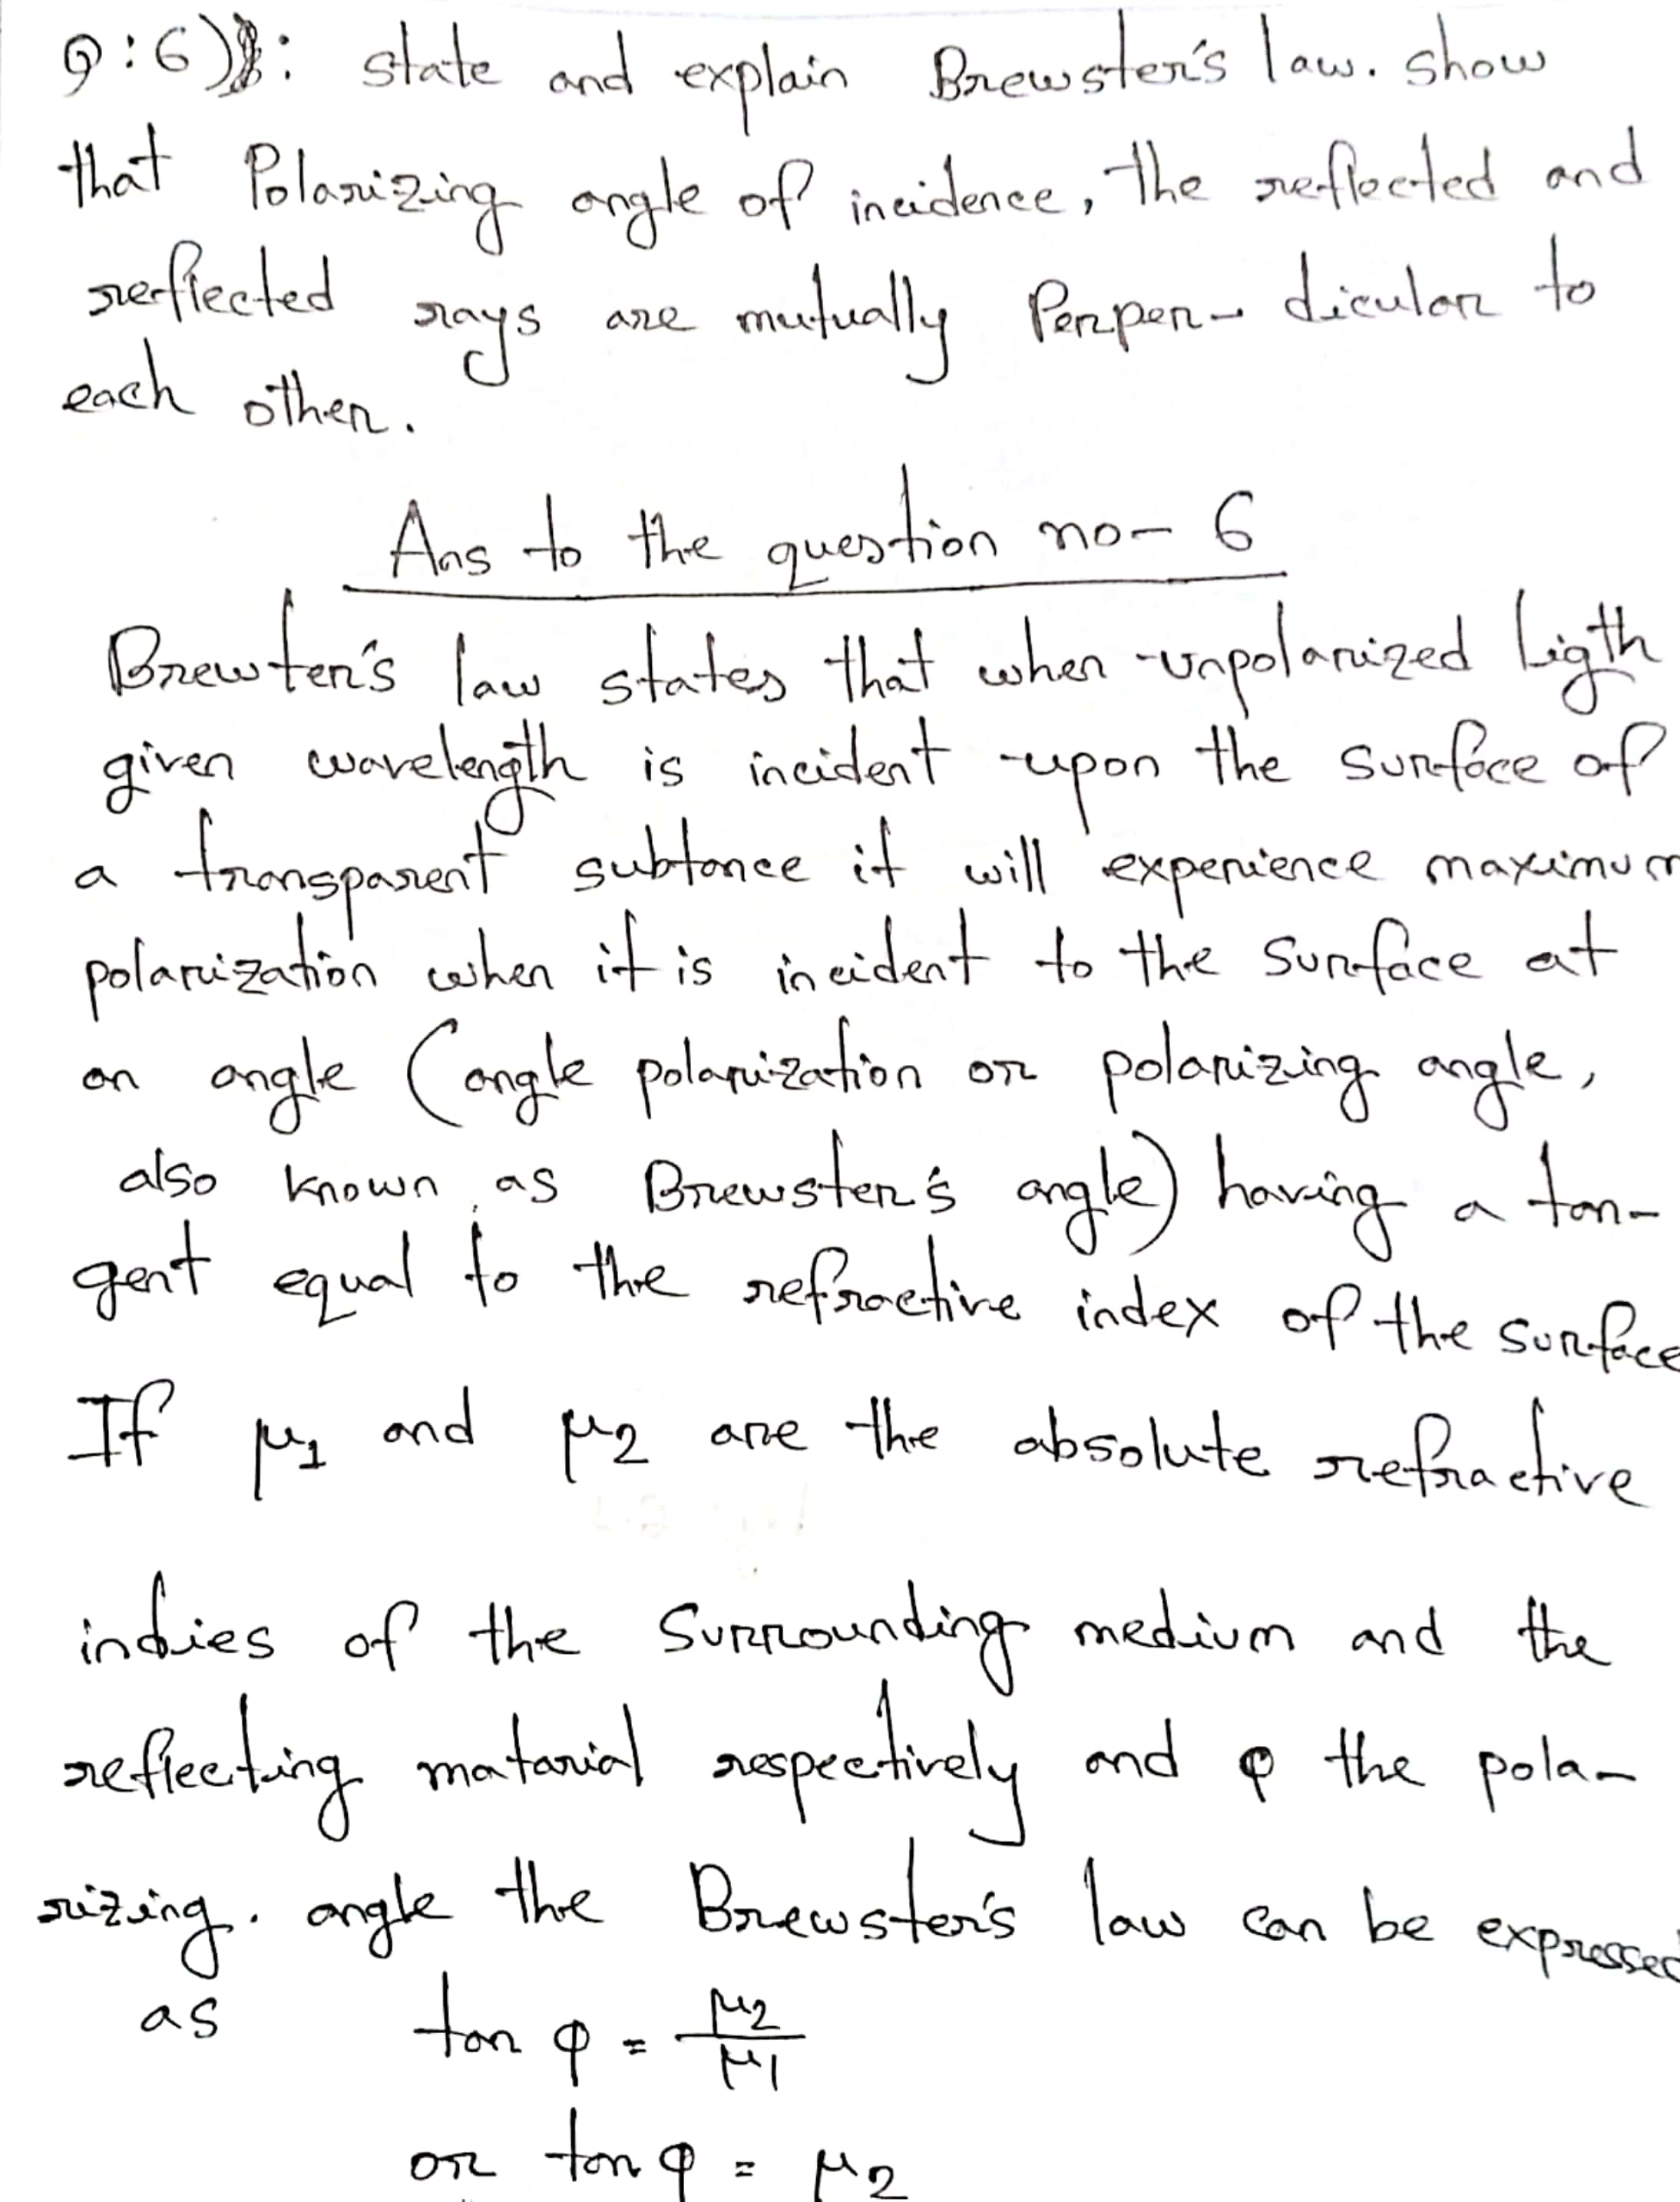 Q:6): state and explain Brewster's law. show
that Polarizing angle of incidence, the reflected and
reflected rays are mutually Perpen- dicular to
each other.
Ans to the question no- 6
Brewter's law states that when unpolarized Ligth
given wavelength is incident upon the surface of
a transparent subtance it will experience maximum
polarization when it is incident to the surface at
an angle (angle polarization or polarizing angle,
also known as Brewster's angle) having a tan-
gent equal to the refractive index of the surface
If μ1 and μ2 are the absolute refractive
indies of the surrounding medium and the
reflecting matarial respectively and φ the pola-
rizing. angle the Brewster's law can be expressed
as tan φ = μ2/μ1
or tan φ = μ2